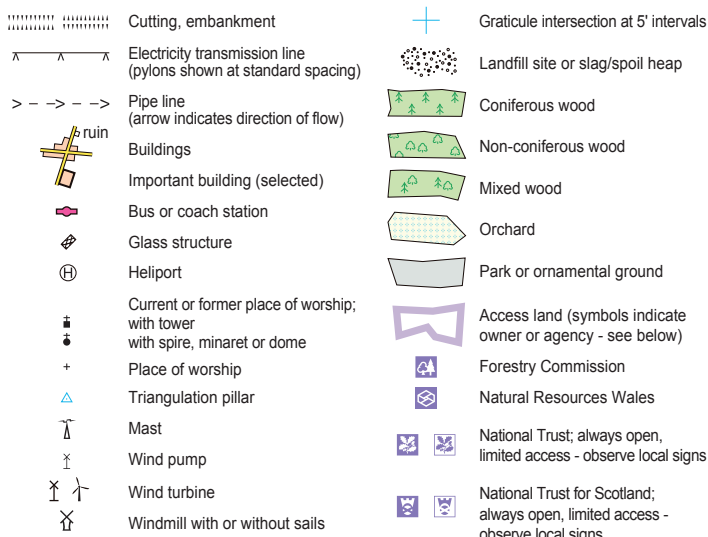 Cutting, embankment
Electricity transmission line
(pylons shown at standard spacing)
Pipe line
(arrow indicates direction of flow)
ruin
Buildings
Important building (selected)
Bus or coach station
Glass structure
H
Heliport
Current or former place of worship;
with tower
with spire, minaret or dome
Place of worship
Triangulation pillar
Mast
Wind pump
Wind turbine
Windmill with or without sails
Graticule intersection at 5' intervals
Landfill site or slag/spoil heap
Coniferous wood
Non-coniferous wood
Mixed wood
Orchard
Park or ornamental ground
Access land (symbols indicate
owner or agency - see below)
Forestry Commission
Natural Resources Wales
National Trust; always open,
limited access - observe local signs
National Trust for Scotland;
always open, limited access -
observe local signs